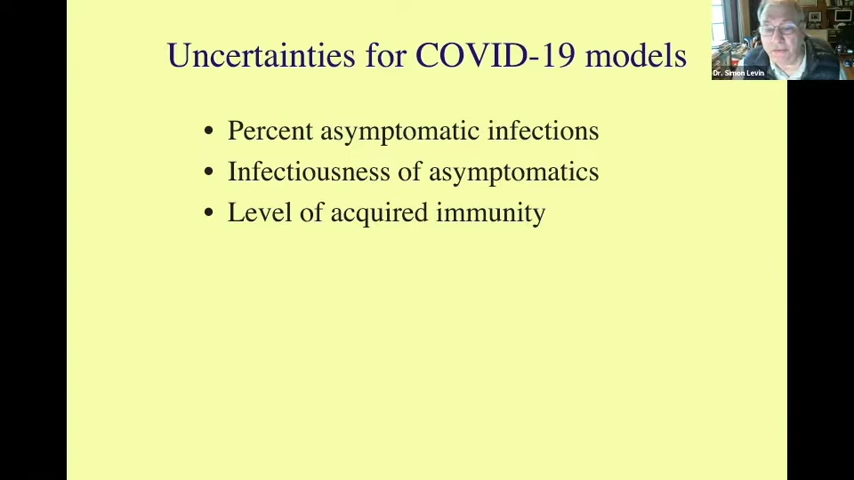 Uncertainties for COVID-19 models
Dr. Simon Levin
• Percent asymptomatic infections
• Infectiousness of asymptomatics
• Level of acquired immunity